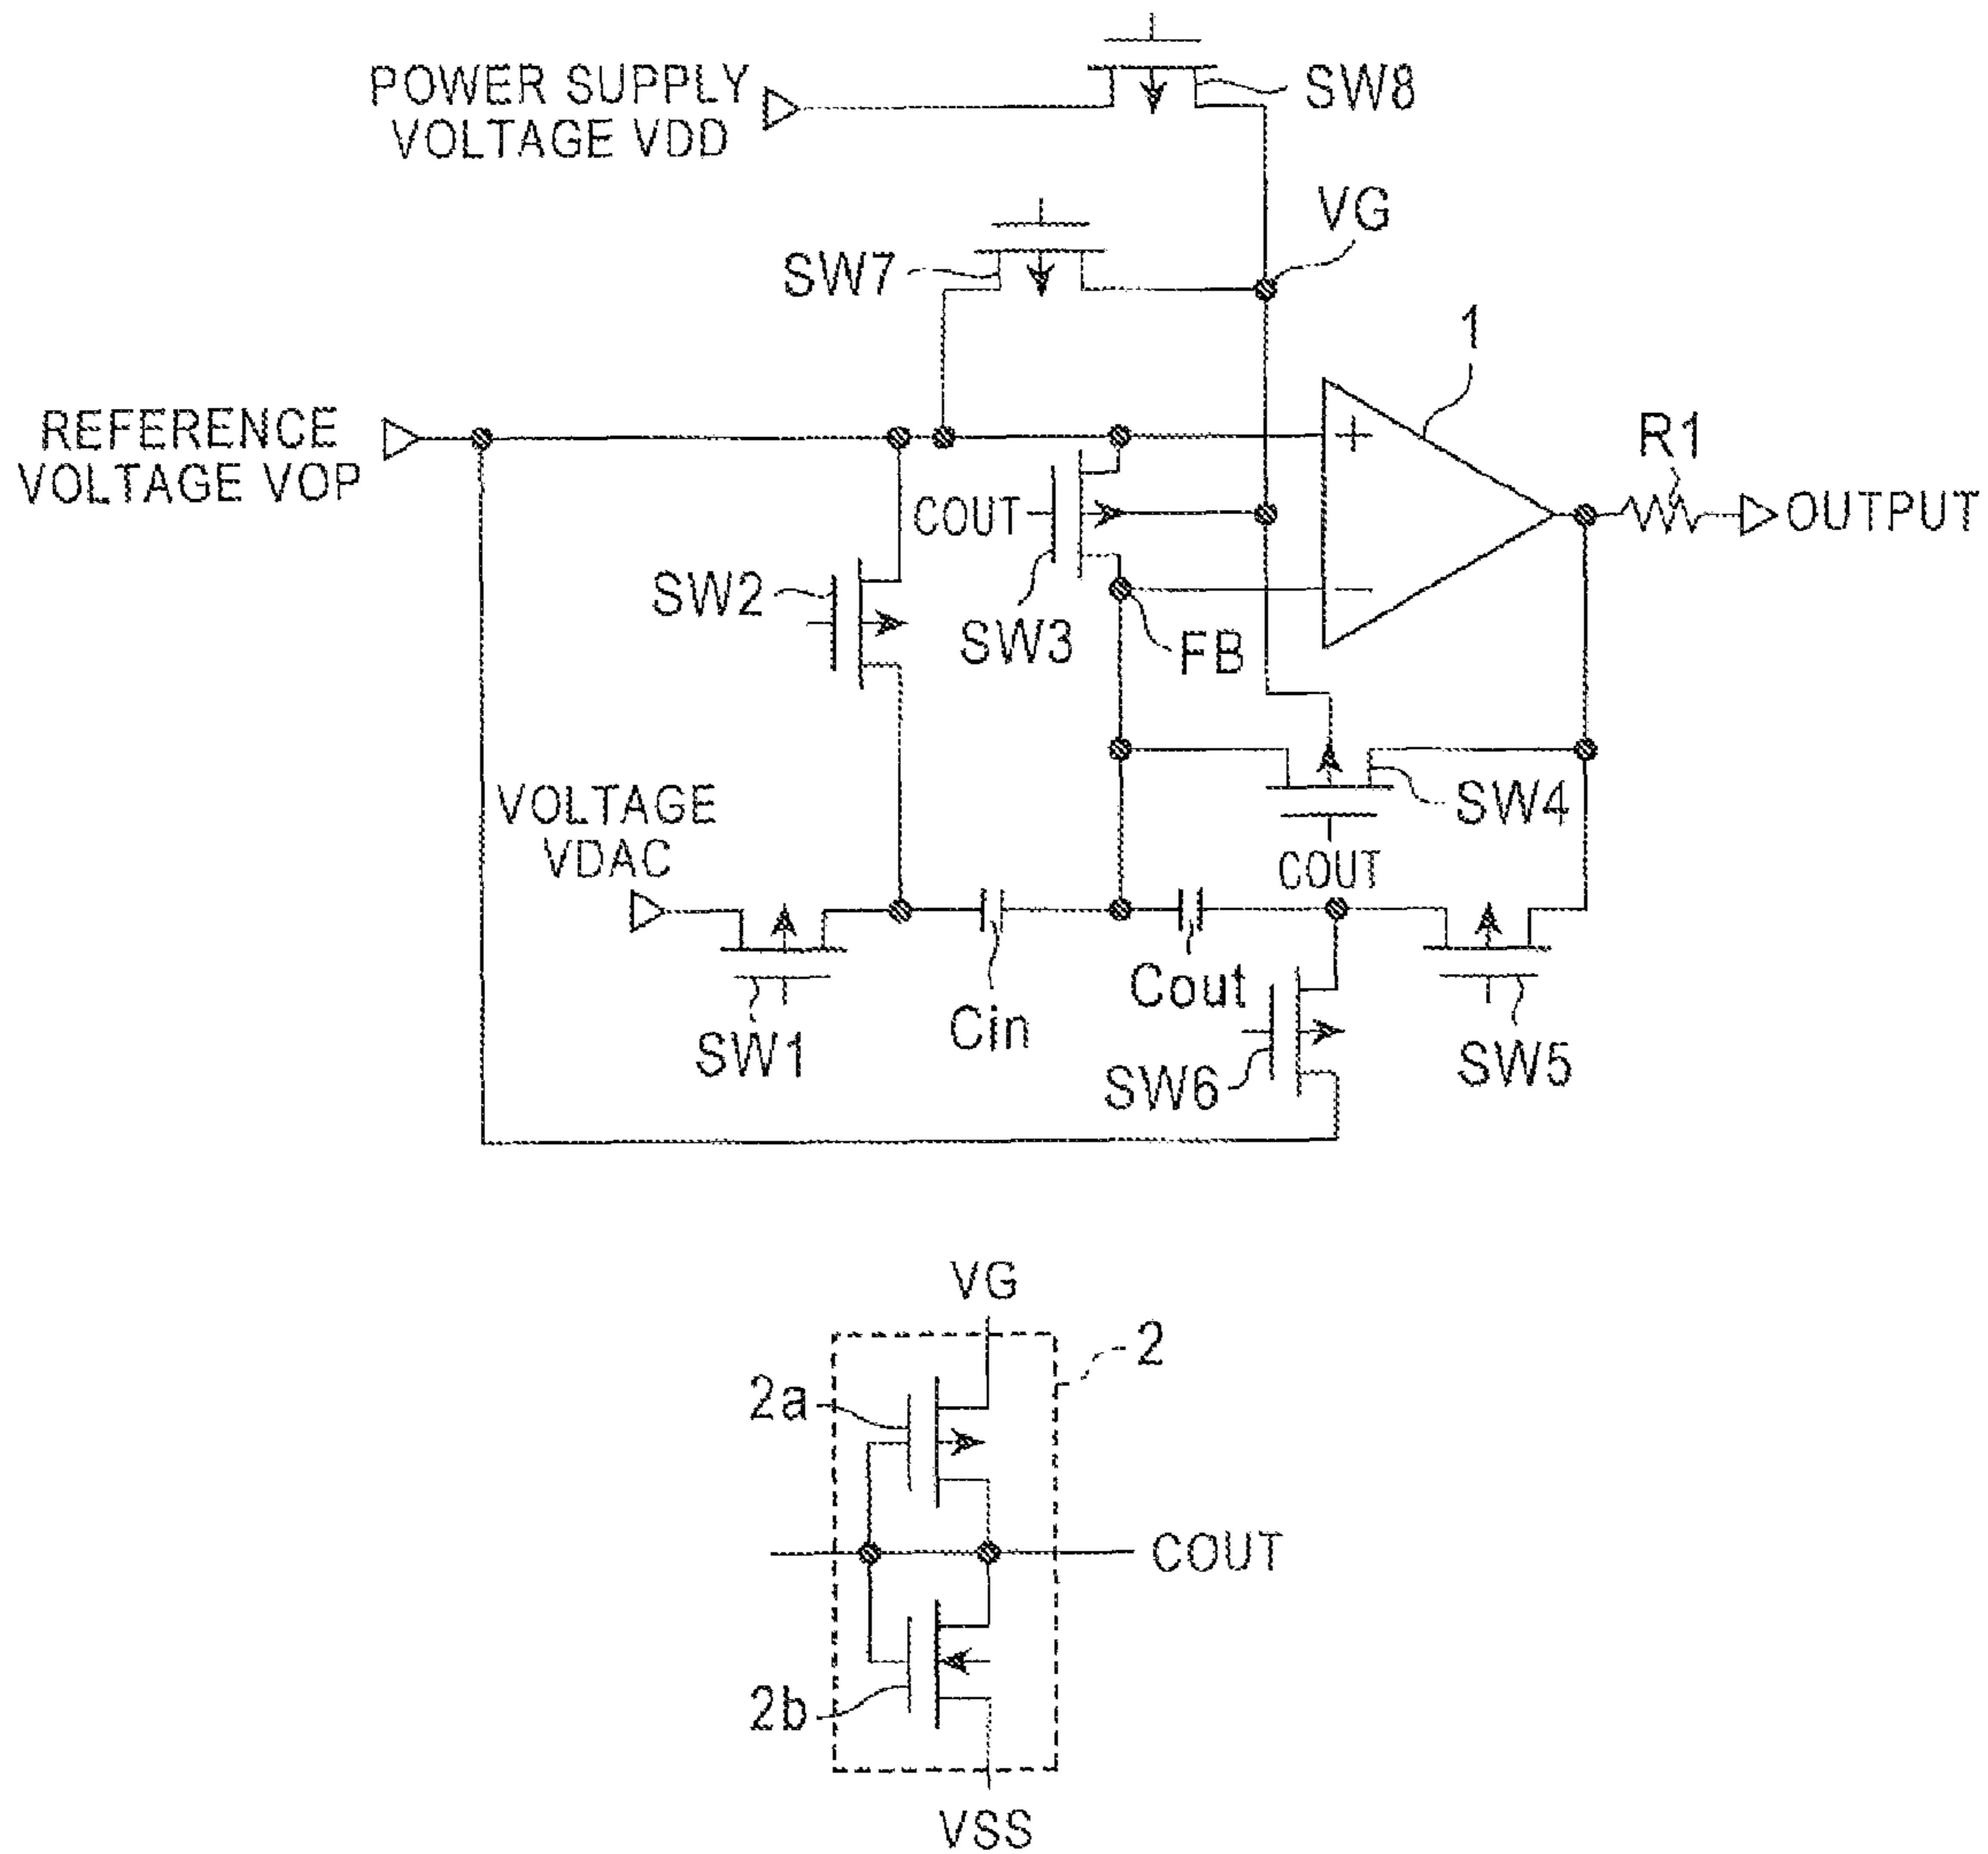 POWER SUPPLY
VOLTAGE VDD
SW8
VG
SW7
1
REFERENCE
VOLTAGE VOP
R1
+
COUT
OUTPUT
SW2
SW3
−
FB
VOLTAGE
VDAC
SW4
COUT
Cin
Cout
SW1
SW6
SW5
VG
2
2a
COUT
2b
VSS